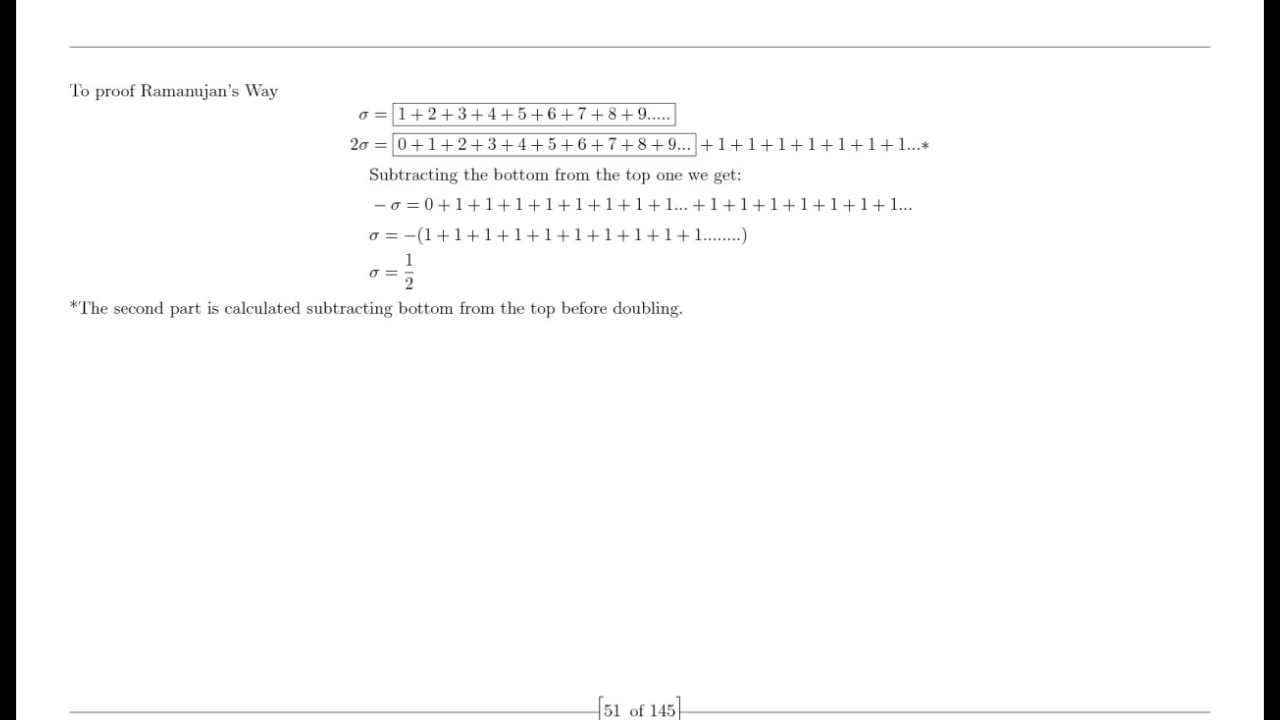 To proof Ramanujan's Way
σ = 1 + 2 + 3 + 4 + 5 + 6 + 7 + 8 + 9.....
2σ = 0 + 1 + 2 + 3 + 4 + 5 + 6 + 7 + 8 + 9... + 1 + 1 + 1 + 1 + 1 + 1 + 1...*
Subtracting the bottom from the top one we get:
− σ = 0 + 1 + 1 + 1 + 1 + 1 + 1 + 1 + 1... + 1 + 1 + 1 + 1 + 1 + 1 + 1...
σ = −(1 + 1 + 1 + 1 + 1 + 1 + 1 + 1 + 1 + 1........)
σ = 1/2
*The second part is calculated subtracting bottom from the top before doubling.
51 of 145